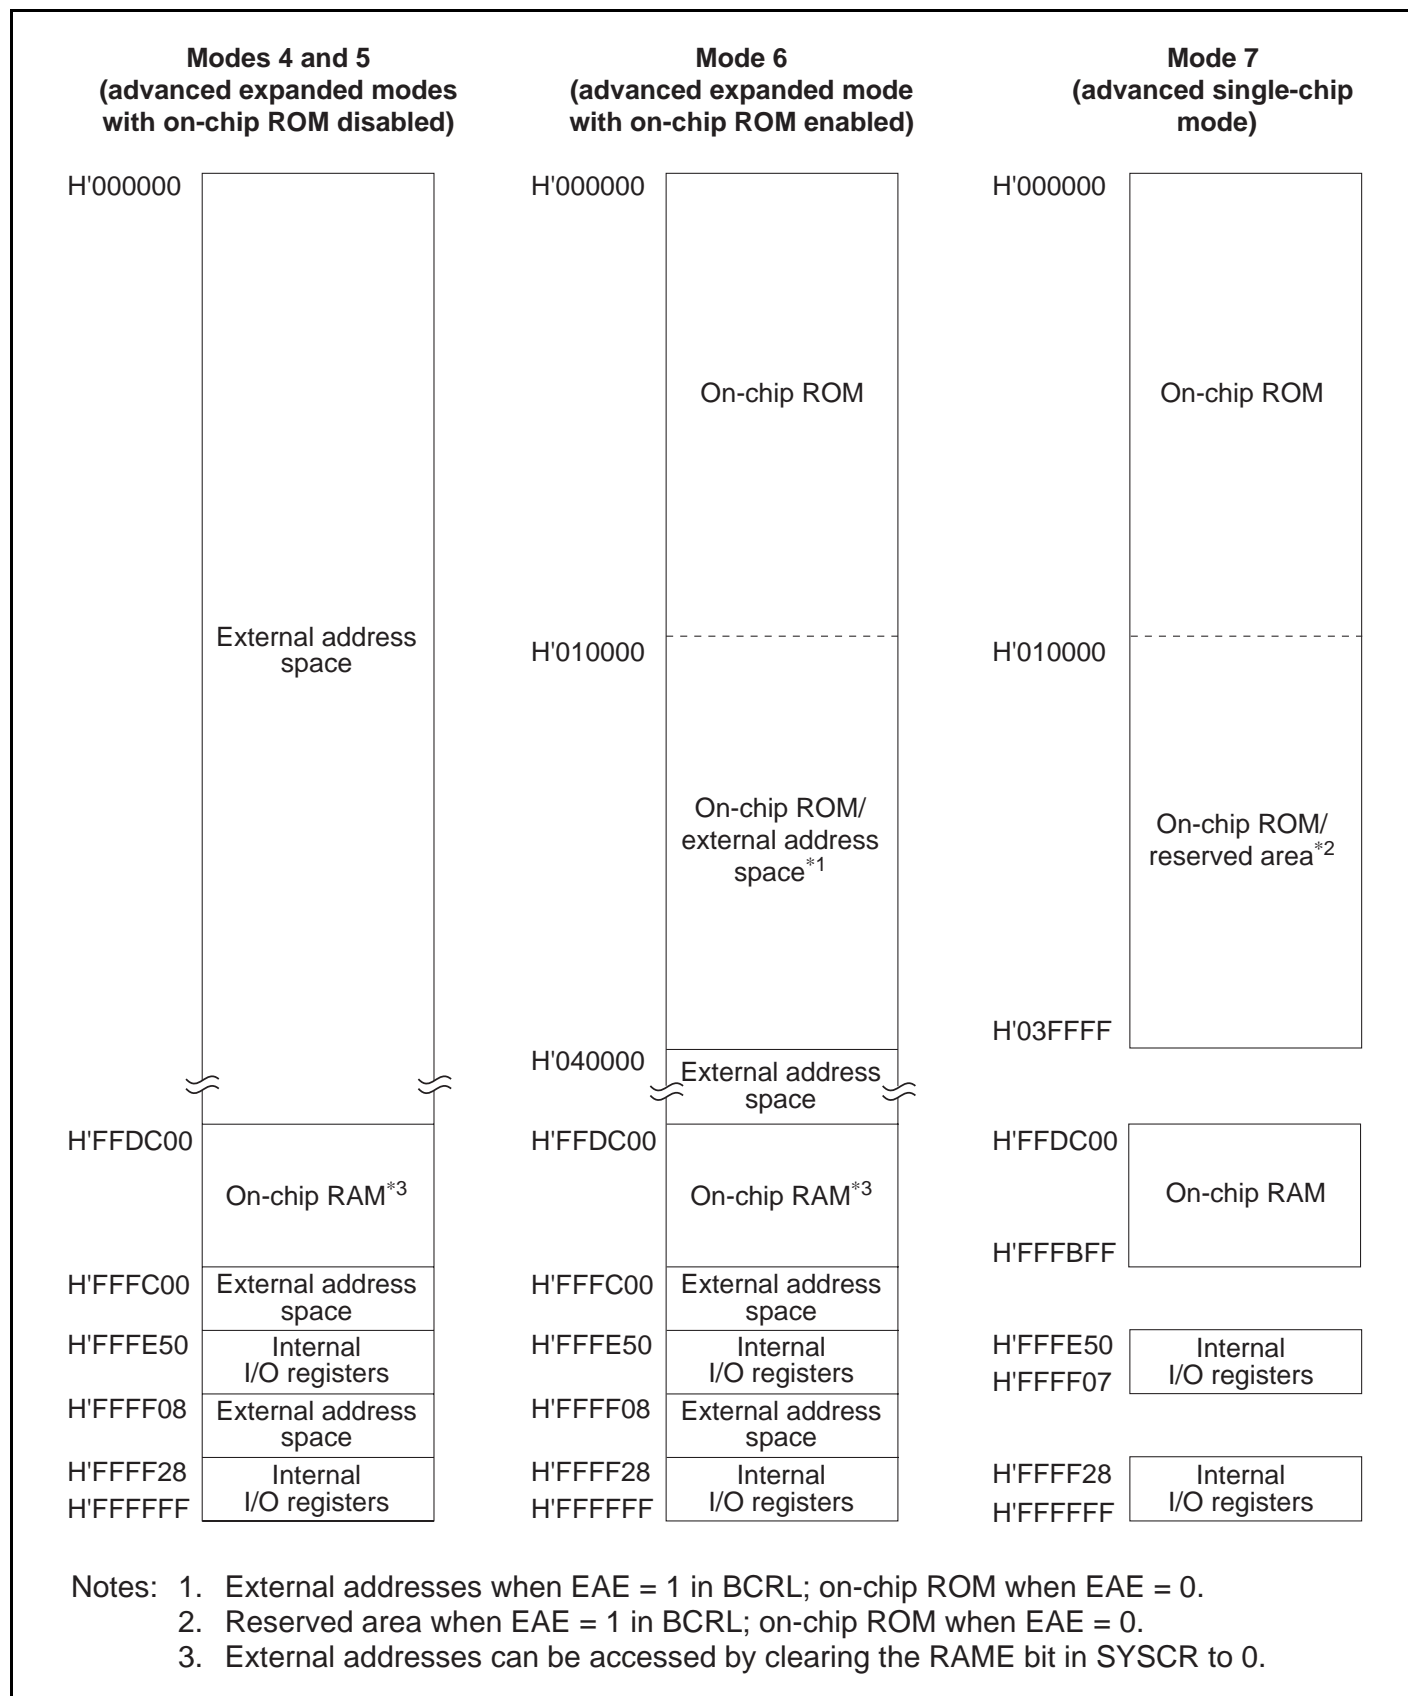 Modes 4 and 5
(advanced expanded modes
with on-chip ROM disabled)
H'000000
External address
space
H'FFDC00
On-chip RAM*3
H'FFFC00
External address
space
H'FFFE50
Internal
I/O registers
H'FFFF08
External address
space
H'FFFF28
Internal
I/O registers
H'FFFFFF
Mode 6
(advanced expanded mode
with on-chip ROM enabled)
H'000000
On-chip ROM
H'010000
On-chip ROM/
external address
space*1
H'040000
External address
space
H'FFDC00
On-chip RAM*3
H'FFFC00
External address
space
H'FFFE50
Internal
I/O registers
H'FFFF08
External address
space
H'FFFF28
Internal
I/O registers
H'FFFFFF
Mode 7
(advanced single-chip
mode)
H'000000
On-chip ROM
H'010000
On-chip ROM/
reserved area*2
H'03FFFF
H'FFDC00
On-chip RAM
H'FFFBFF
H'FFFE50
Internal
I/O registers
H'FFFF07
H'FFFF28
Internal
I/O registers
H'FFFFFF
Notes: 1. External addresses when EAE = 1 in BCRL; on-chip ROM when EAE = 0.
2. Reserved area when EAE = 1 in BCRL; on-chip ROM when EAE = 0.
3. External addresses can be accessed by clearing the RAME bit in SYSCR to 0.